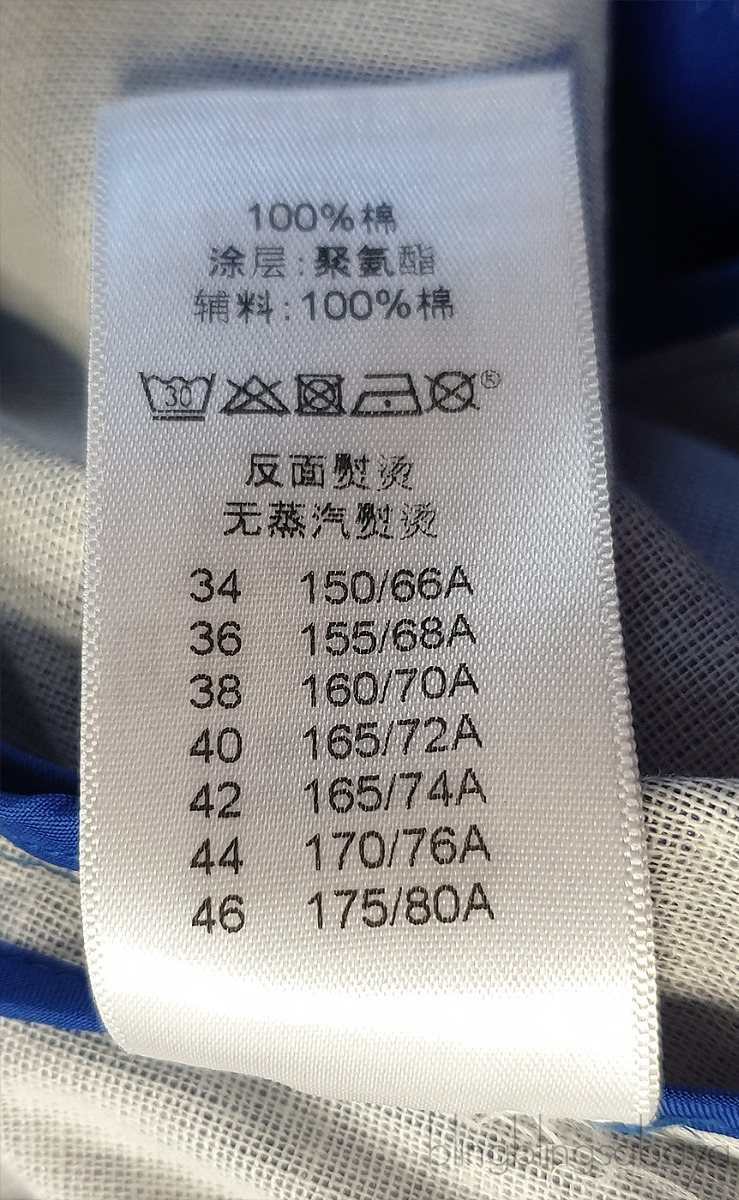 100%棉
涂层:聚氨酯
辅料:100%棉
30
®
反面熨烫
无蒸汽熨烫
34 150/66A
36 155/68A
38 160/70A
40 165/72A
42 165/74A
44 170/76A
46 175/80A